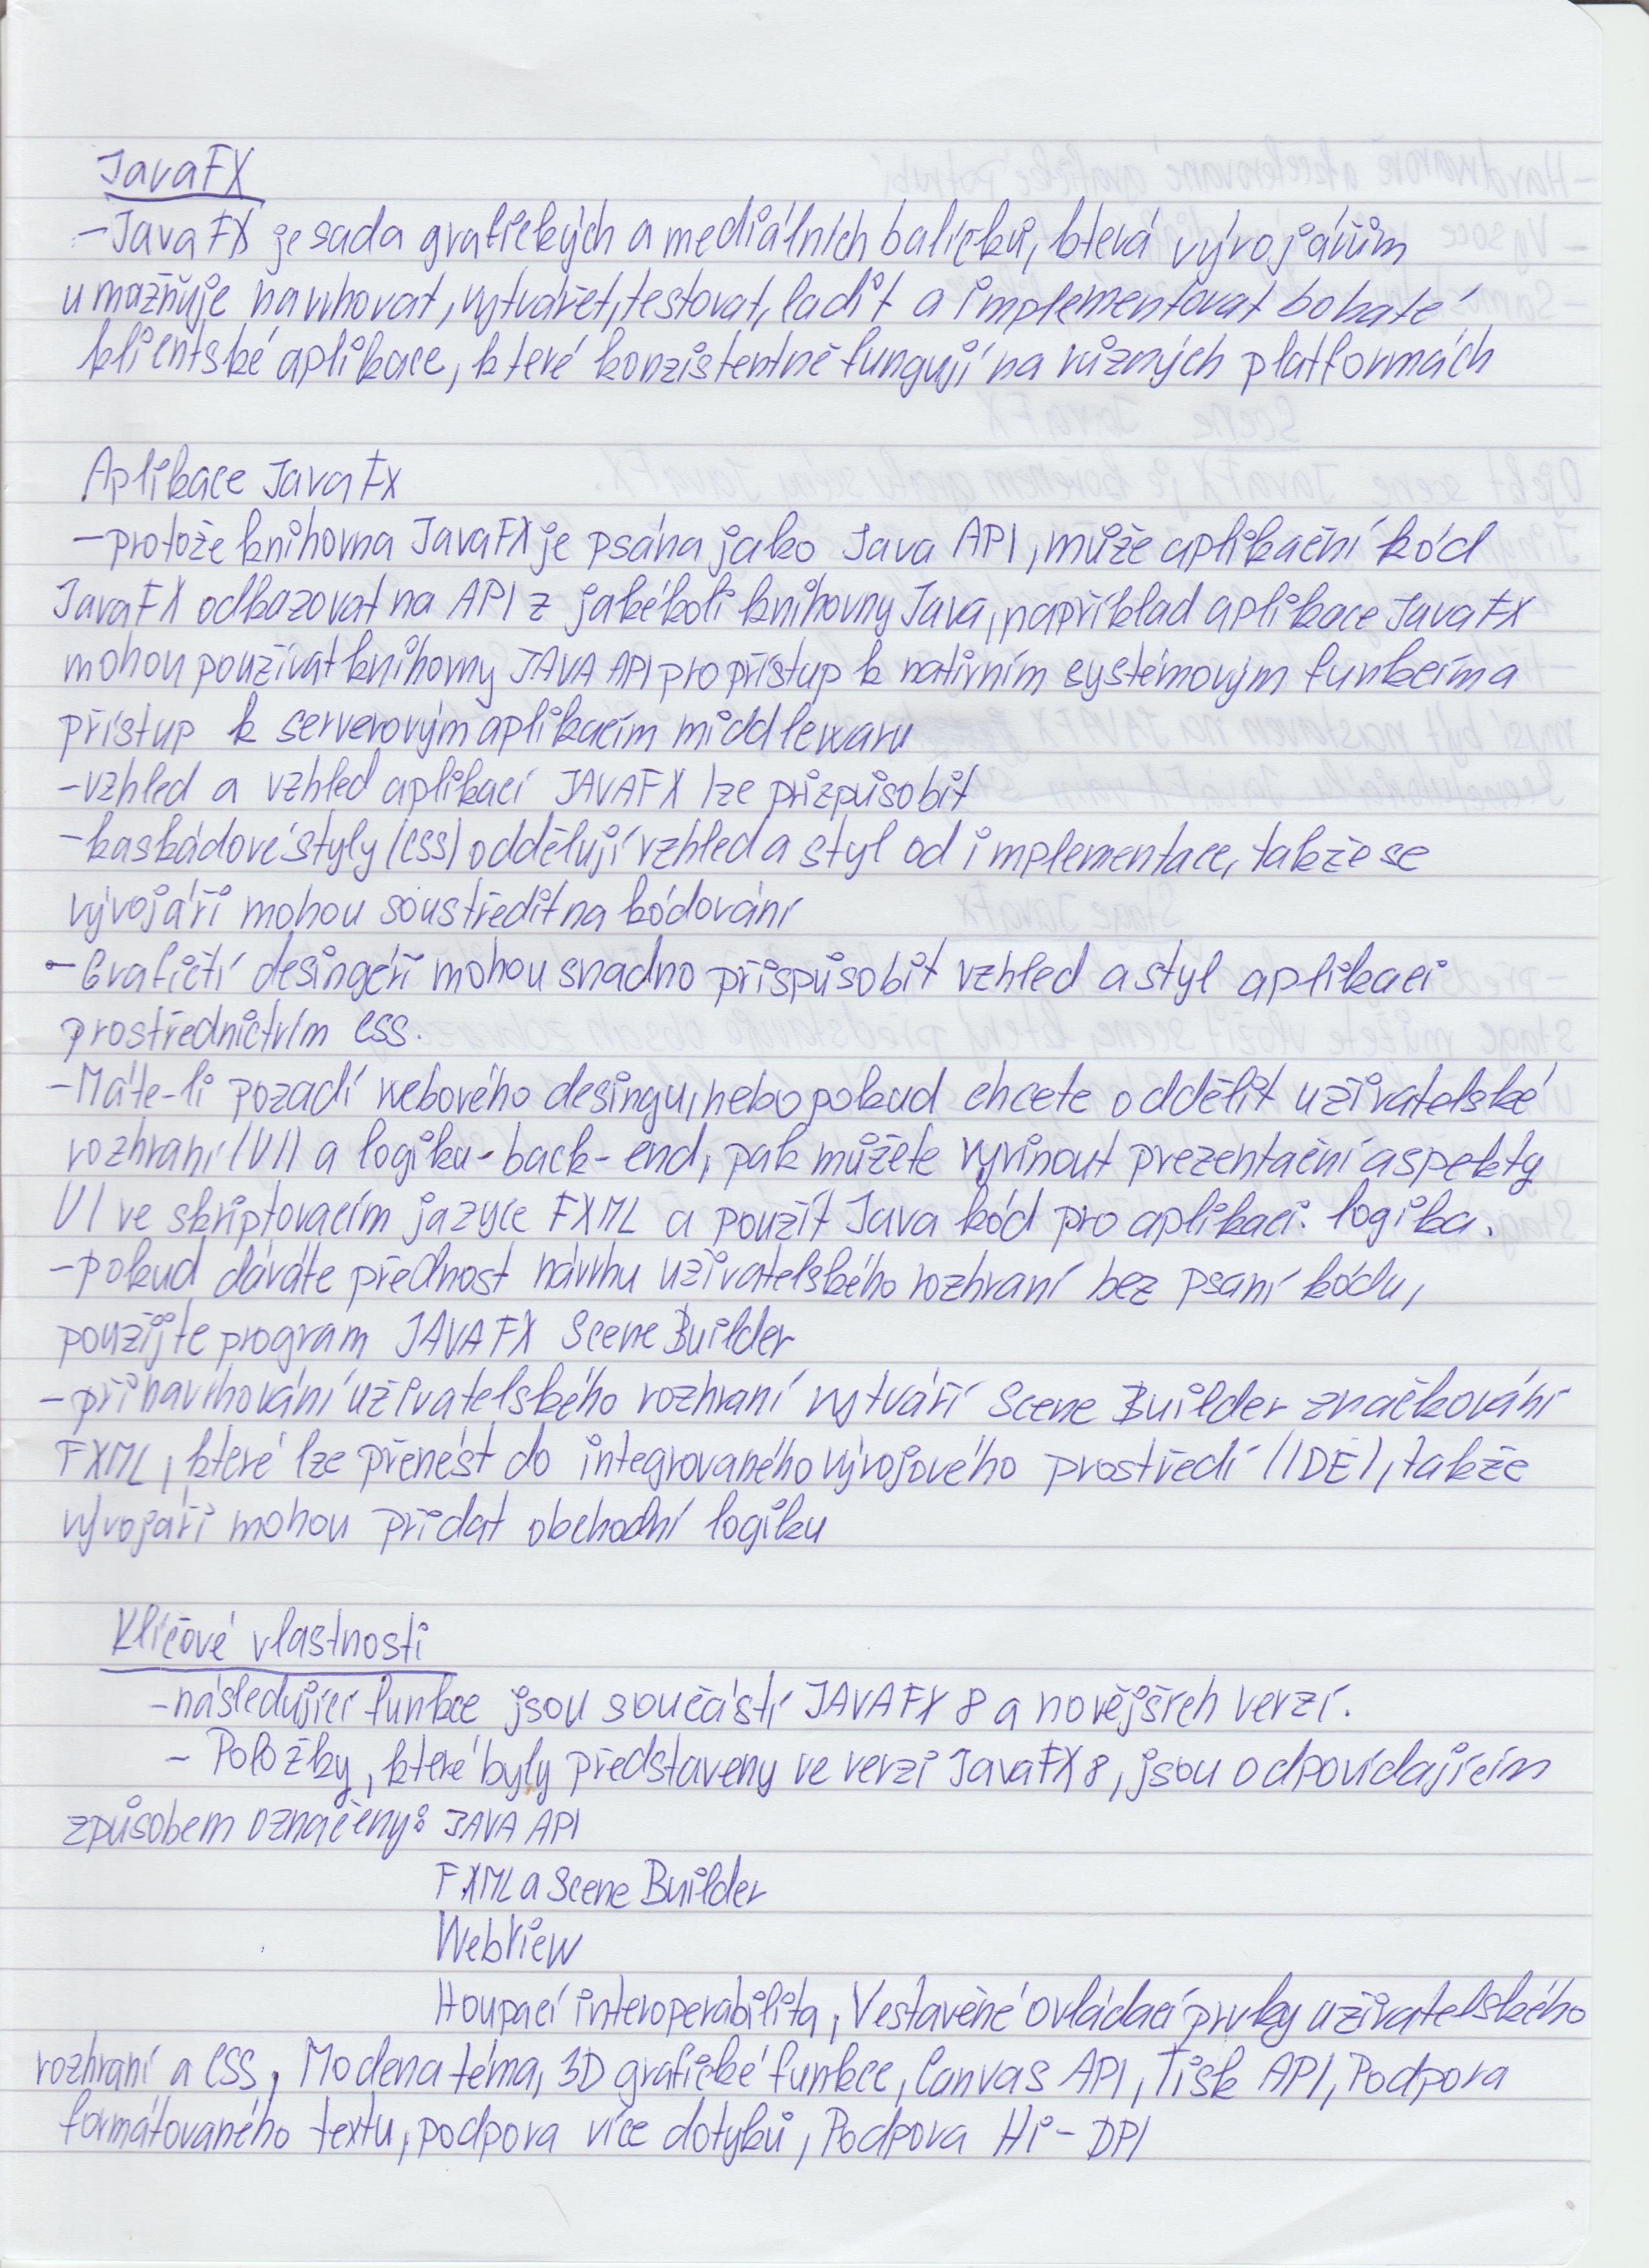 JavaFX
-Java FX je sada grafických a mediálních balíčků, která vývojářům
umožňuje navrhovat, vytvářet, testovat, ladit a implementovat bohaté
klientské aplikace, které konzistentně fungují na různých platformách
Aplikace JavaFx
-protože knihovna JavaFX je psána jako Java API, může aplikační kód
JavaFX odkazovat na API z jakékoli knihovny Java, například aplikace JavaFX
mohou používat knihovny JAVA API pro přístup k nativním systémovým funkcím a
přístup k serverovým aplikacím middlewaru
-vzhled a vzhled aplikací JAVAFX lze přizpůsobit
-kaskádové styly (CSS) oddělují vzhled a styl od implementace, takže se
vývojáři mohou soustředit na kódování
-Grafičtí desingéři mohou snadno přispůsobit vzhled a styl aplikaci
prostřednictvím CSS.
-Máte-li pozadí webového desingu, nebo pokud chcete oddělit uživatelské
rozhraní (UI) a logiku-back-end, pak můžete vyvinout prezentační aspekty
UI ve skriptovacím jazyce FXML a použít Java kód pro aplikaci. logika.
-pokud dáváte přednost návrhu uživatelského rozhraní bez psaní kódu,
použijte program JAVAFX Scene Builder
-při navrhování uživatelského rozhraní vytváří Scene Builder značkování
FXML, které lze přenést do integrovaného vývojového prostředí (IDE), takže
vývojáři mohou přidat obchodní logiku
Klíčové vlastnosti
-následující funkce jsou součástí JAVAFX 8 a novějších verzí.
- Položky, které byly představeny ve verzi JavaFX 8, jsou odpovídajícím
způsobem označeny: JAVA API
FXML a Scene Builder
WebView
Houpací interoperabilita, Vestavěné ovládací prvky uživatelského
rozhraní a CSS, Modena téma, 3D grafické funkce, Canvas API, Tisk API, Podpora
formátovaného textu, podpora více dotyků, Podpora Hi-DPI